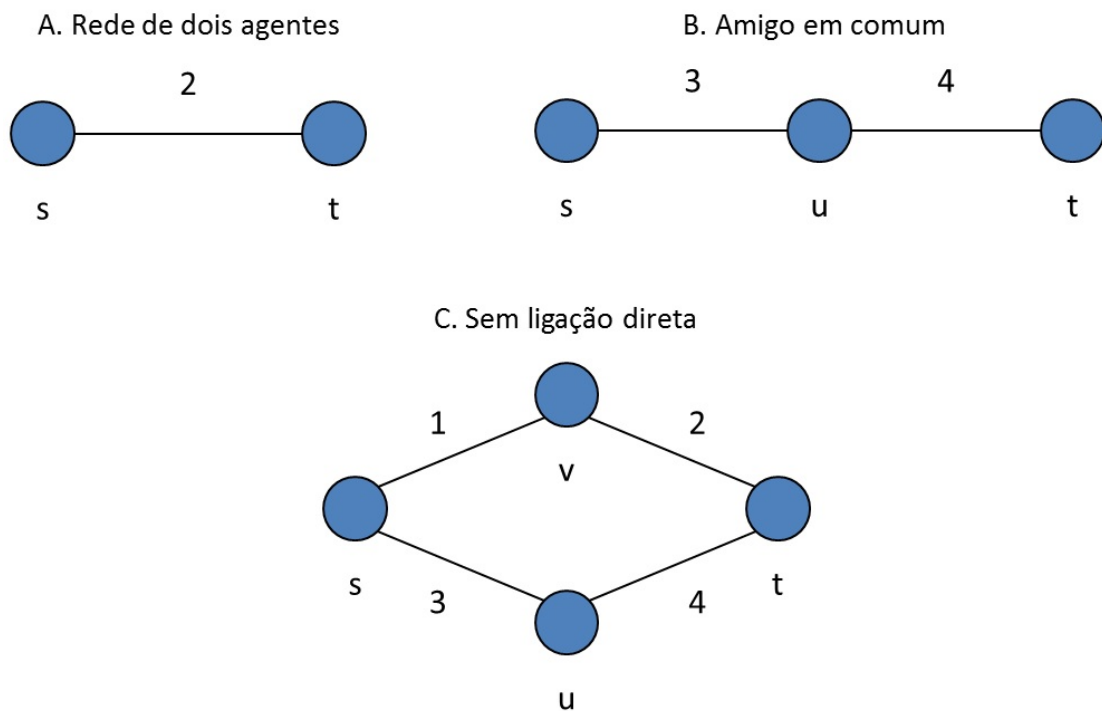 A. Rede de dois agentes
2
s
t
B. Amigo em comum
3
4
s
u
t
C. Sem ligação direta
1
2
v
s
t
3
4
u